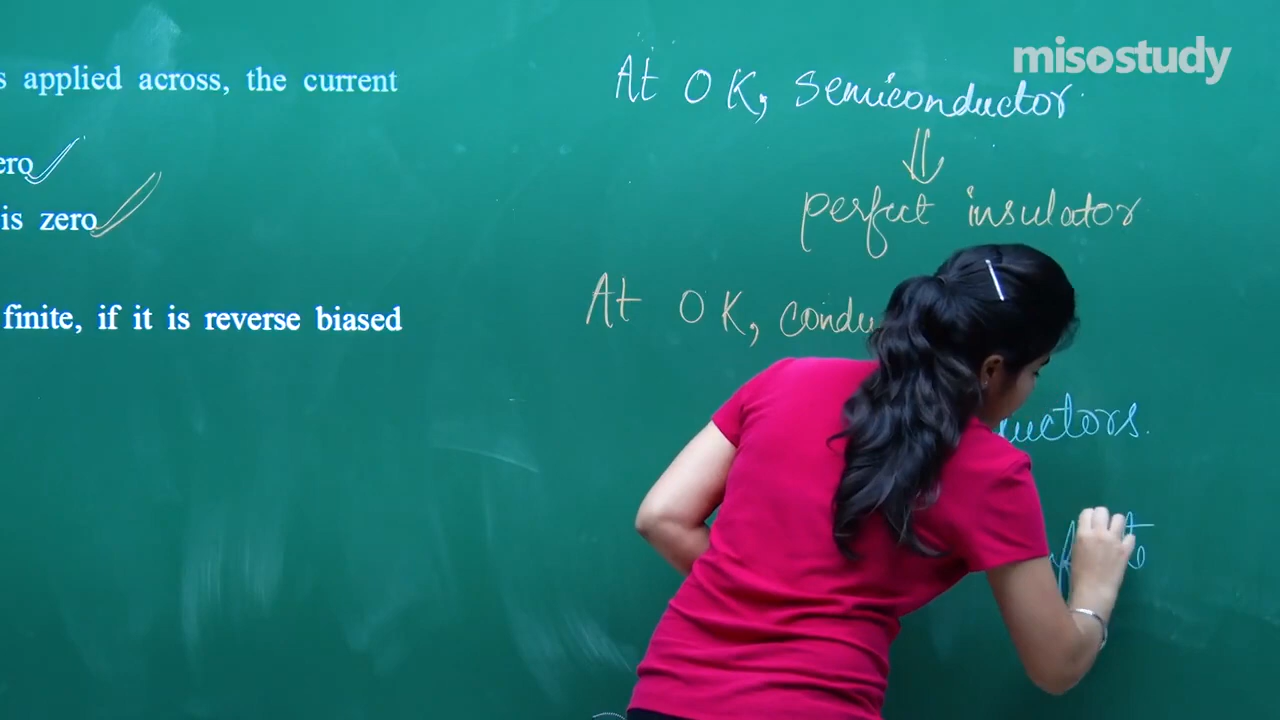 misostudy
s applied across, the current
ero
is zero
finite, if it is reverse biased
At 0 K, semiconductor
⇓
perfect insulator
At 0 K, condu
uctors.